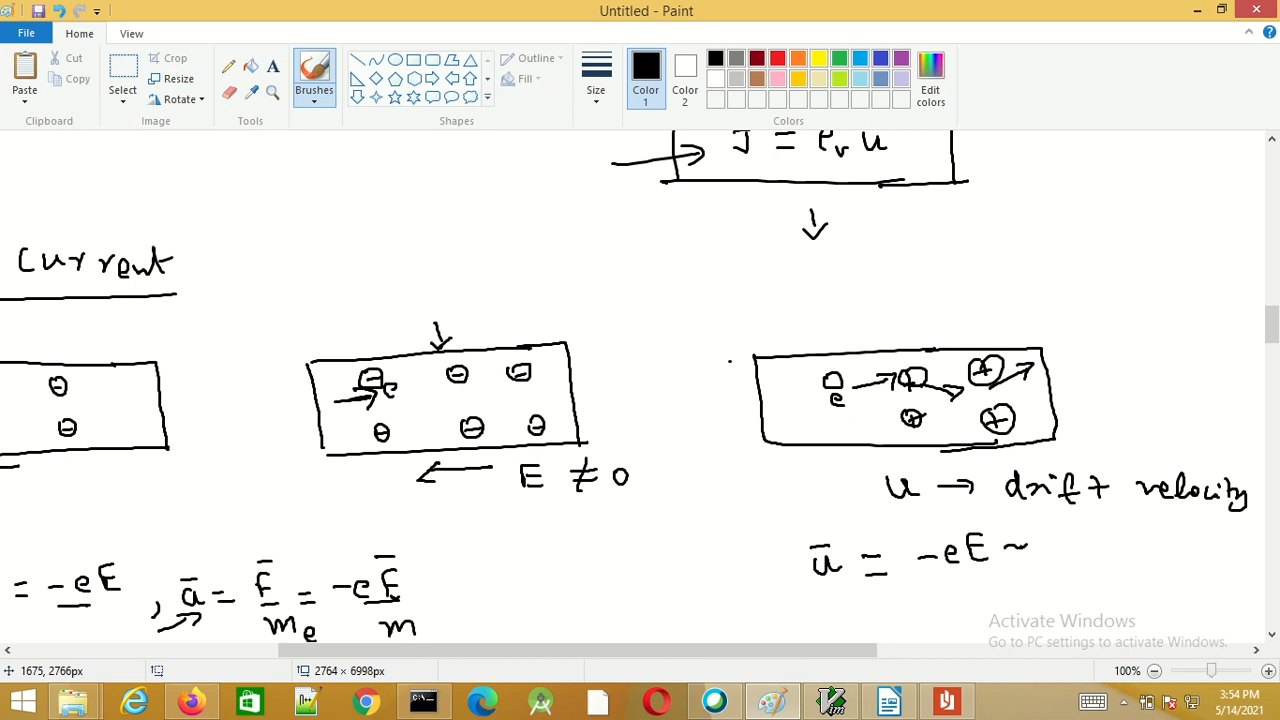 Untitled - Paint
File Home View
Paste Cut Copy Clipboard
Select Crop Resize Rotate Image
Tools
Brushes
Outline Fill Shapes
Size
Color 1 Color 2 Edit colors Colors
J = ρv u
Current
e
e
E ≠ 0
u → drift velocity
ū = -eE ~
= -eE , ā = F̄ / me = -eĒ / m
Activate Windows
Go to PC settings to activate Windows.
1675, 2766px 2764 × 6998px 100%
3:54 PM
5/14/2021